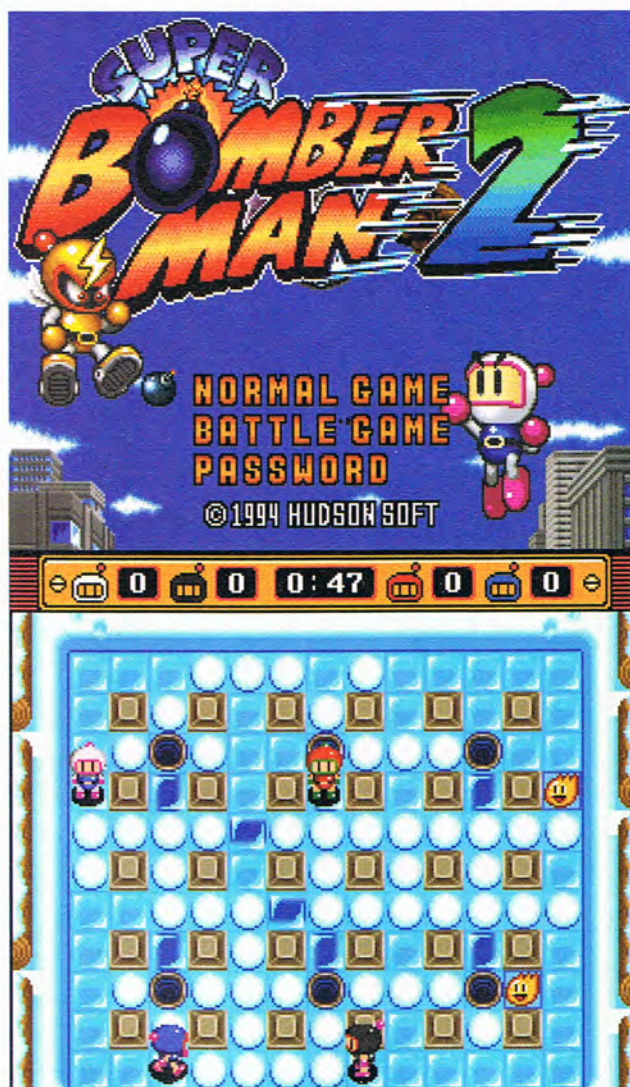 SUPER
BOMBER
MAN 2
NORMAL GAME
BATTLE GAME
PASSWORD
©1994 HUDSON SOFT
0 0 0:47 0 0